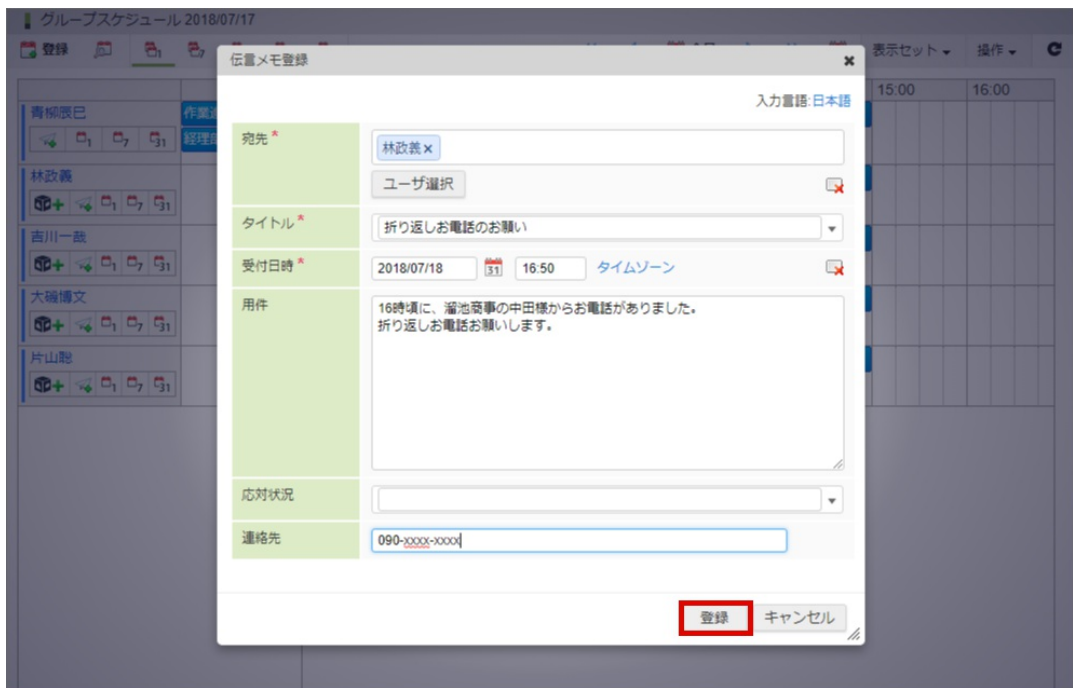 グループスケジュール 2018/07/17
登録
表示セット
操作
伝言メモ登録
入力言語:日本語
15:00
16:00
青柳辰巳
宛先*
林政義×
ユーザ選択
林政義
タイトル*
折り返しお電話のお願い
吉川一哉
受付日時*
2018/07/18
16:50
タイムゾーン
大磯博文
用件
16時頃に、溜池商事の中田様からお電話がありました。
折り返しお電話お願いします。
片山聡
応対状況
連絡先
090-xxxx-xxxx
登録
キャンセル